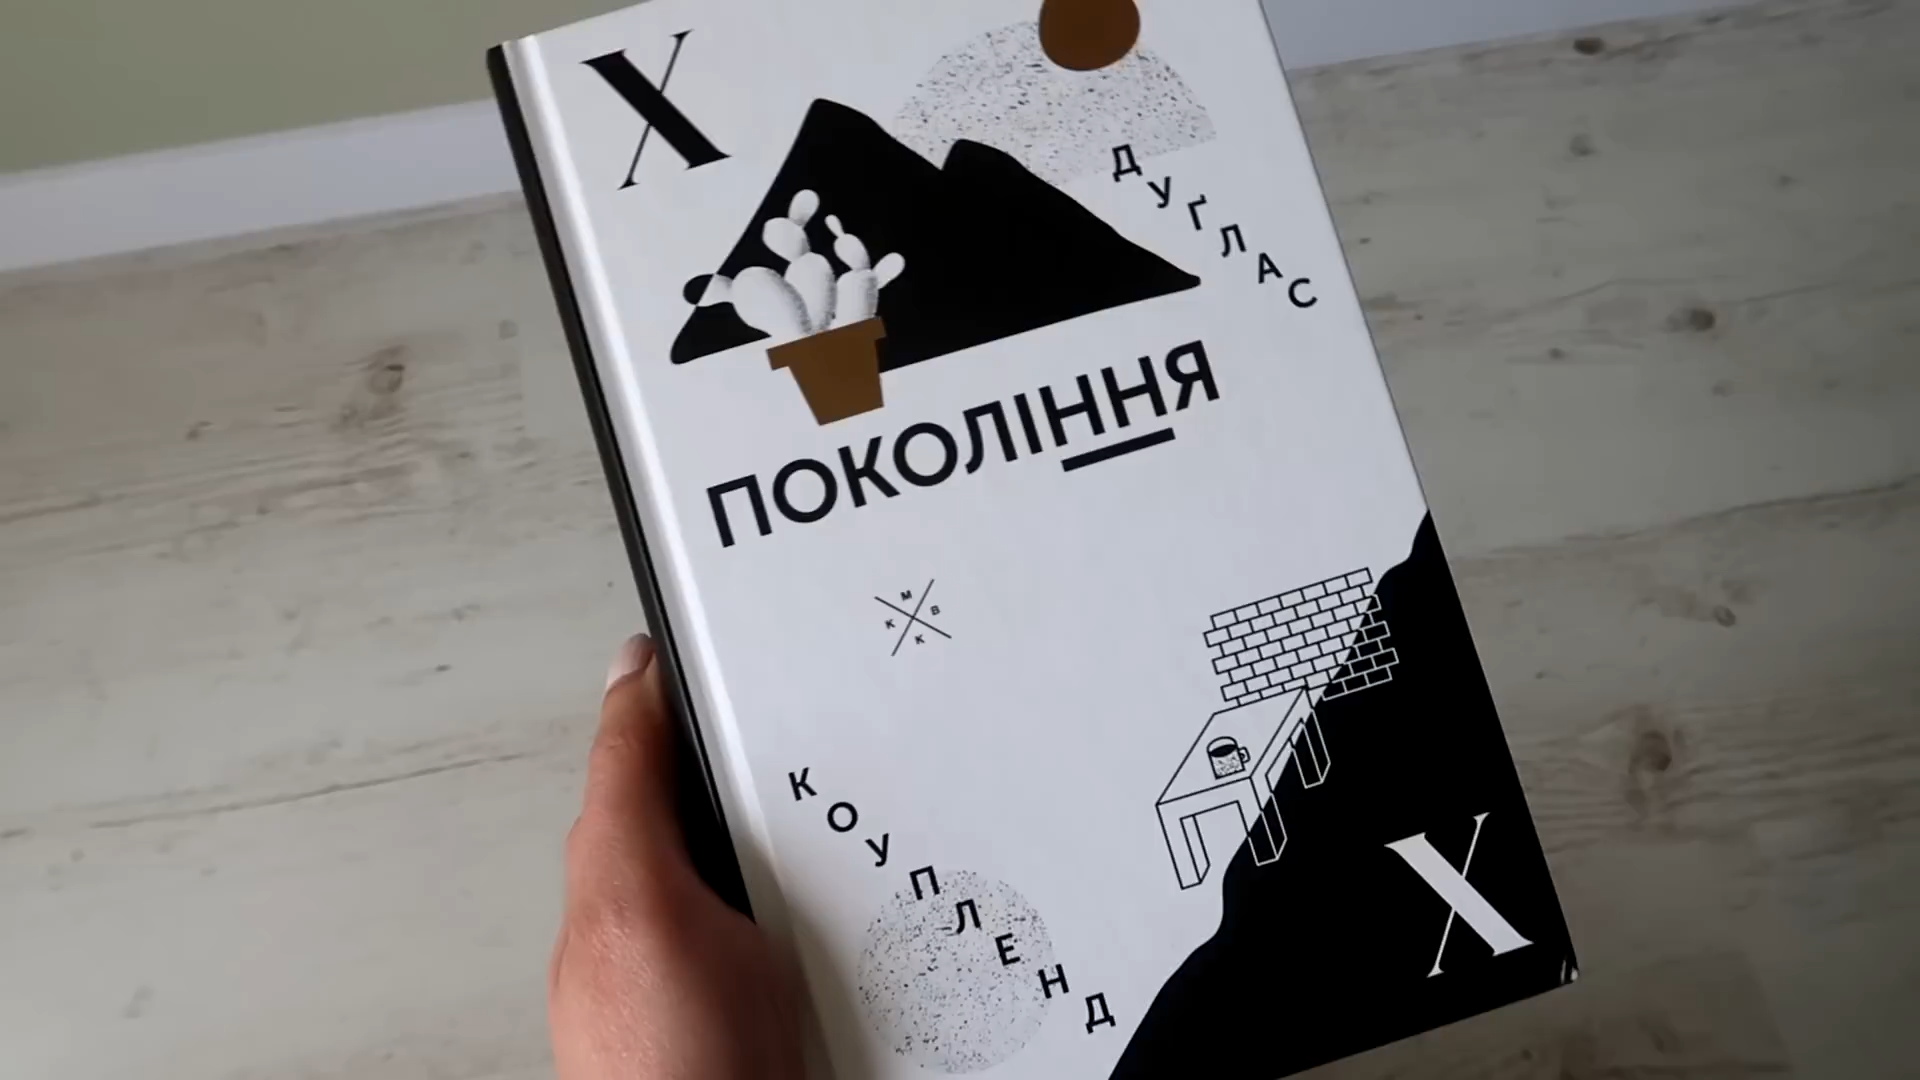 X
ДУҐЛАС
ПОКОЛІННЯ
М
К В
К
КОУПЛЕНД
X